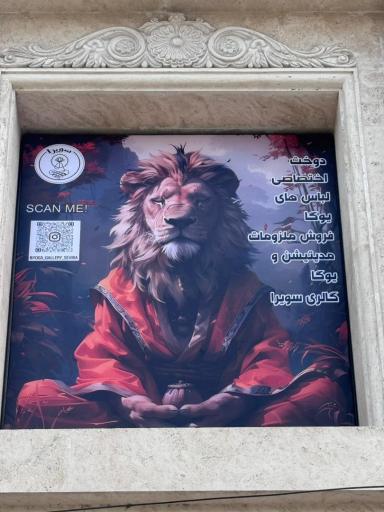 سویرا
SCAN ME!
@YOGA_GALLERY_SEVIRA
دوخت
اختصاصی
لباس های
یوگا
فروش ملزومات
مدیتیشن و
یوگا
گالری سویرا